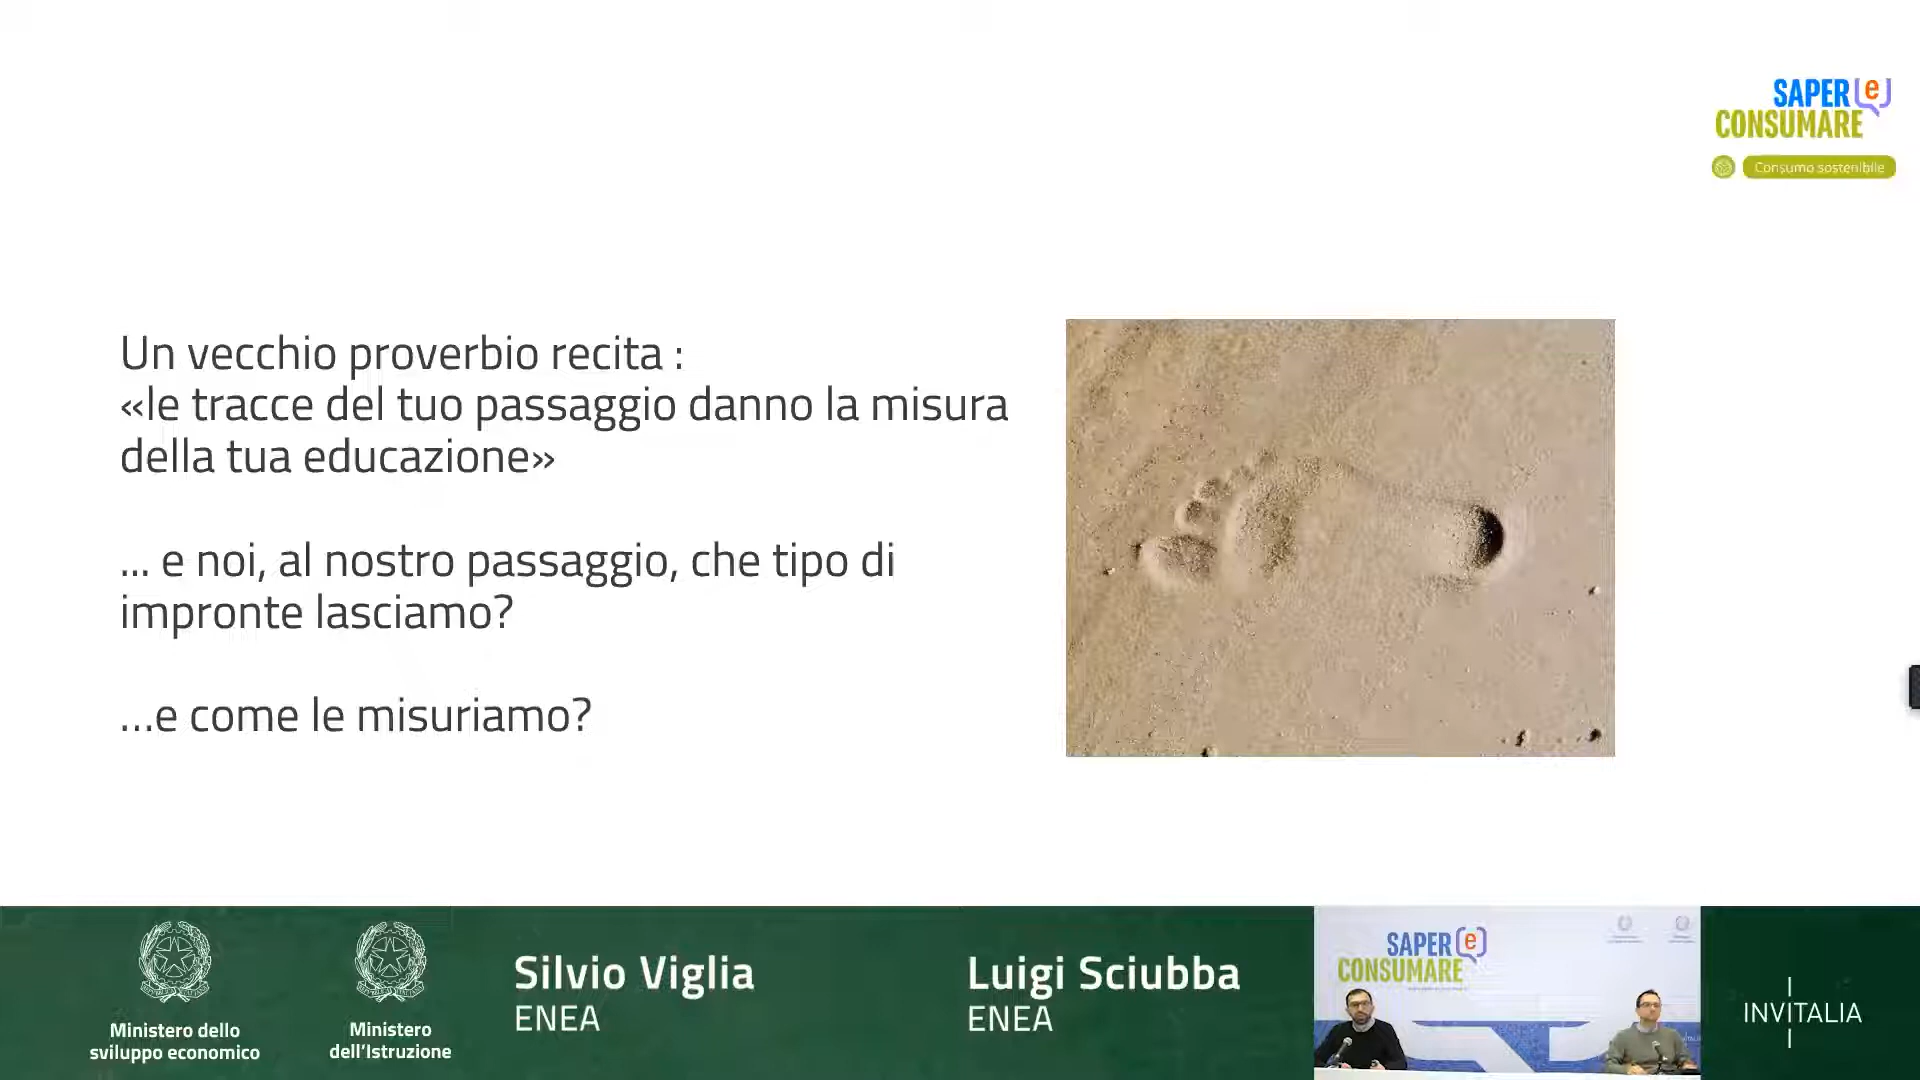 SAPER e
CONSUMARE
Consumo sostenibile
Un vecchio proverbio recita :
«le tracce del tuo passaggio danno la misura
della tua educazione»
... e noi, al nostro passaggio, che tipo di
impronte lasciamo?
...e come le misuriamo?
Ministero dello
sviluppo economico
Ministero
dell'Istruzione
Silvio Viglia
ENEA
Luigi Sciubba
ENEA
SAPER e
CONSUMARE
INVITALIA